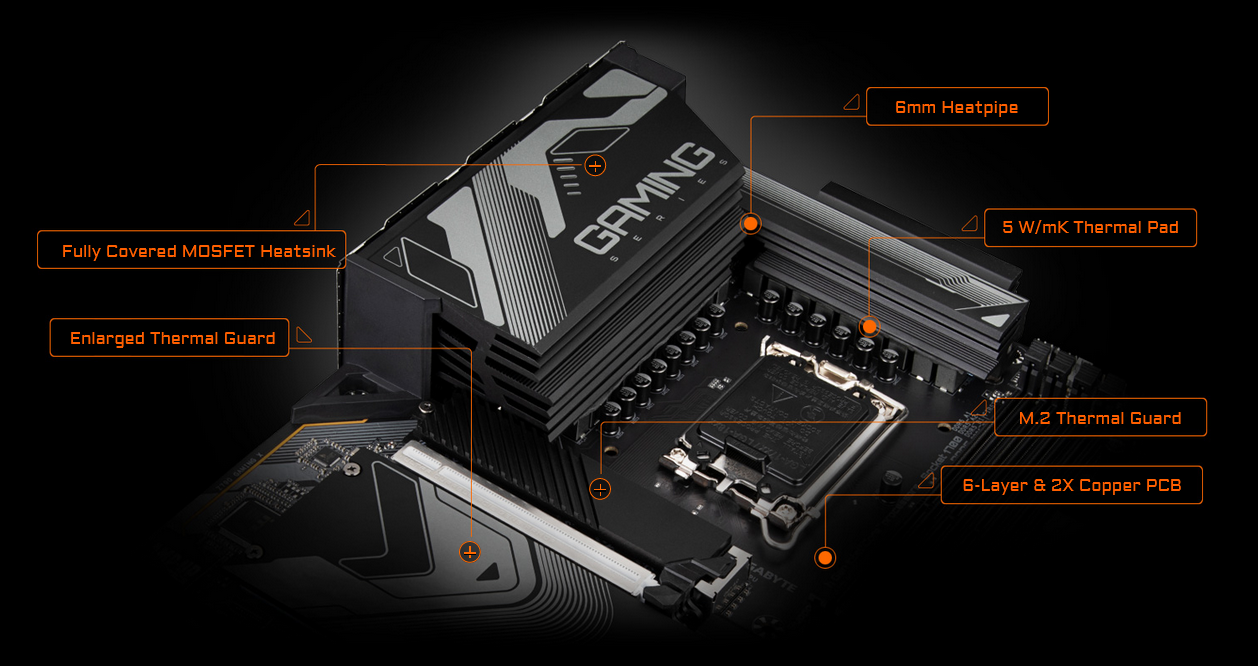 6mm Heatpipe
GAMING
SERIES
5 W/mK Thermal Pad
Fully Covered MOSFET Heatsink
Enlarged Thermal Guard
M.2 Thermal Guard
6-Layer & 2X Copper PCB